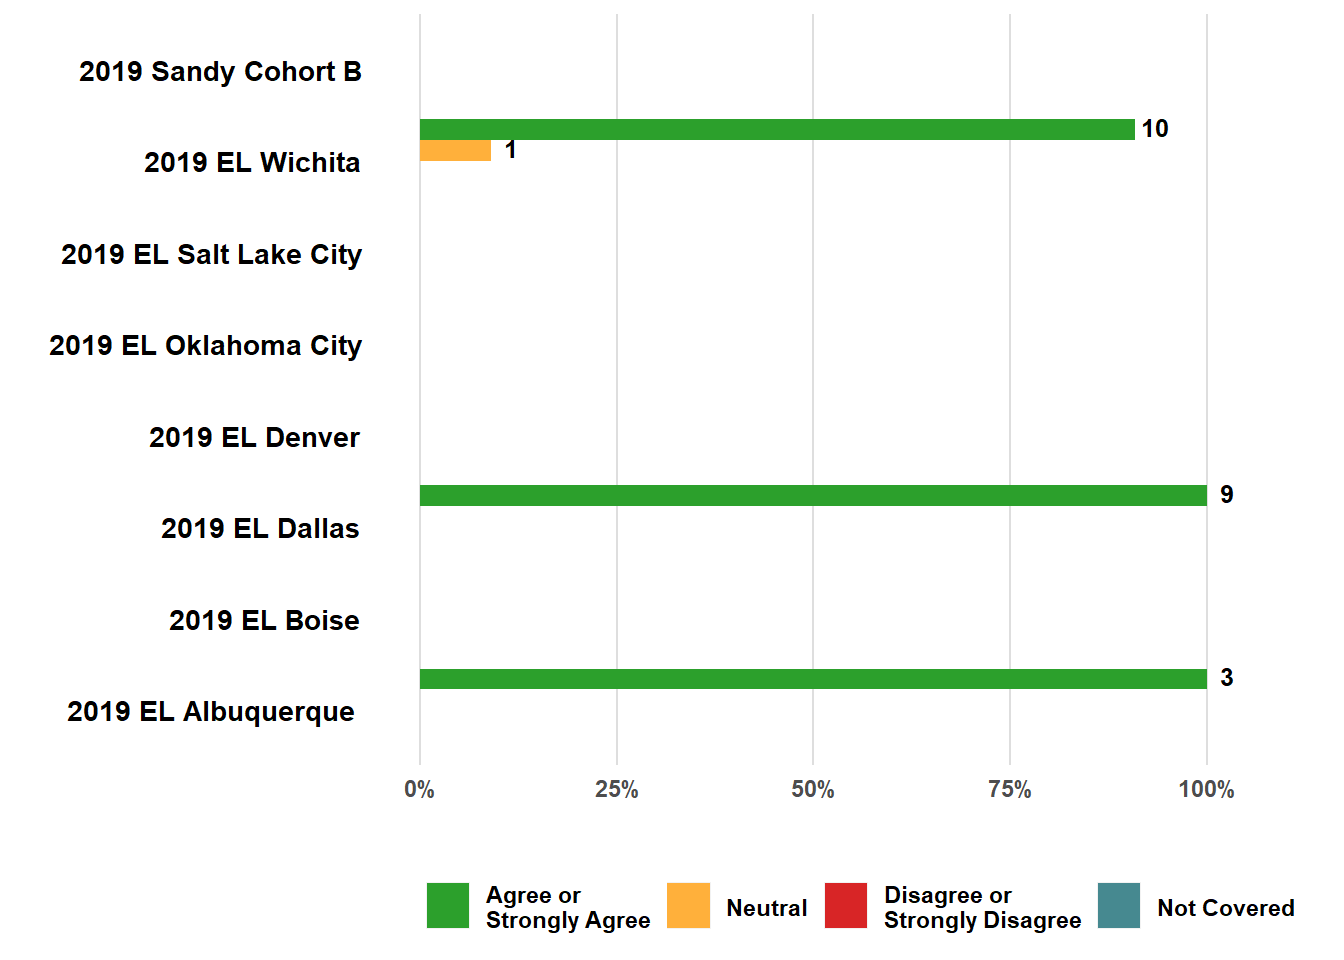 2019 Sandy Cohort B
10
1
2019 EL Wichita
2019 EL Salt Lake City
2019 EL Oklahoma City
2019 EL Denver
9
2019 EL Dallas
2019 EL Boise
3
2019 EL Albuquerque
0% 25% 50% 75% 100%
Agree or
Strongly Agree
Neutral
Disagree or
Strongly Disagree
Not Covered